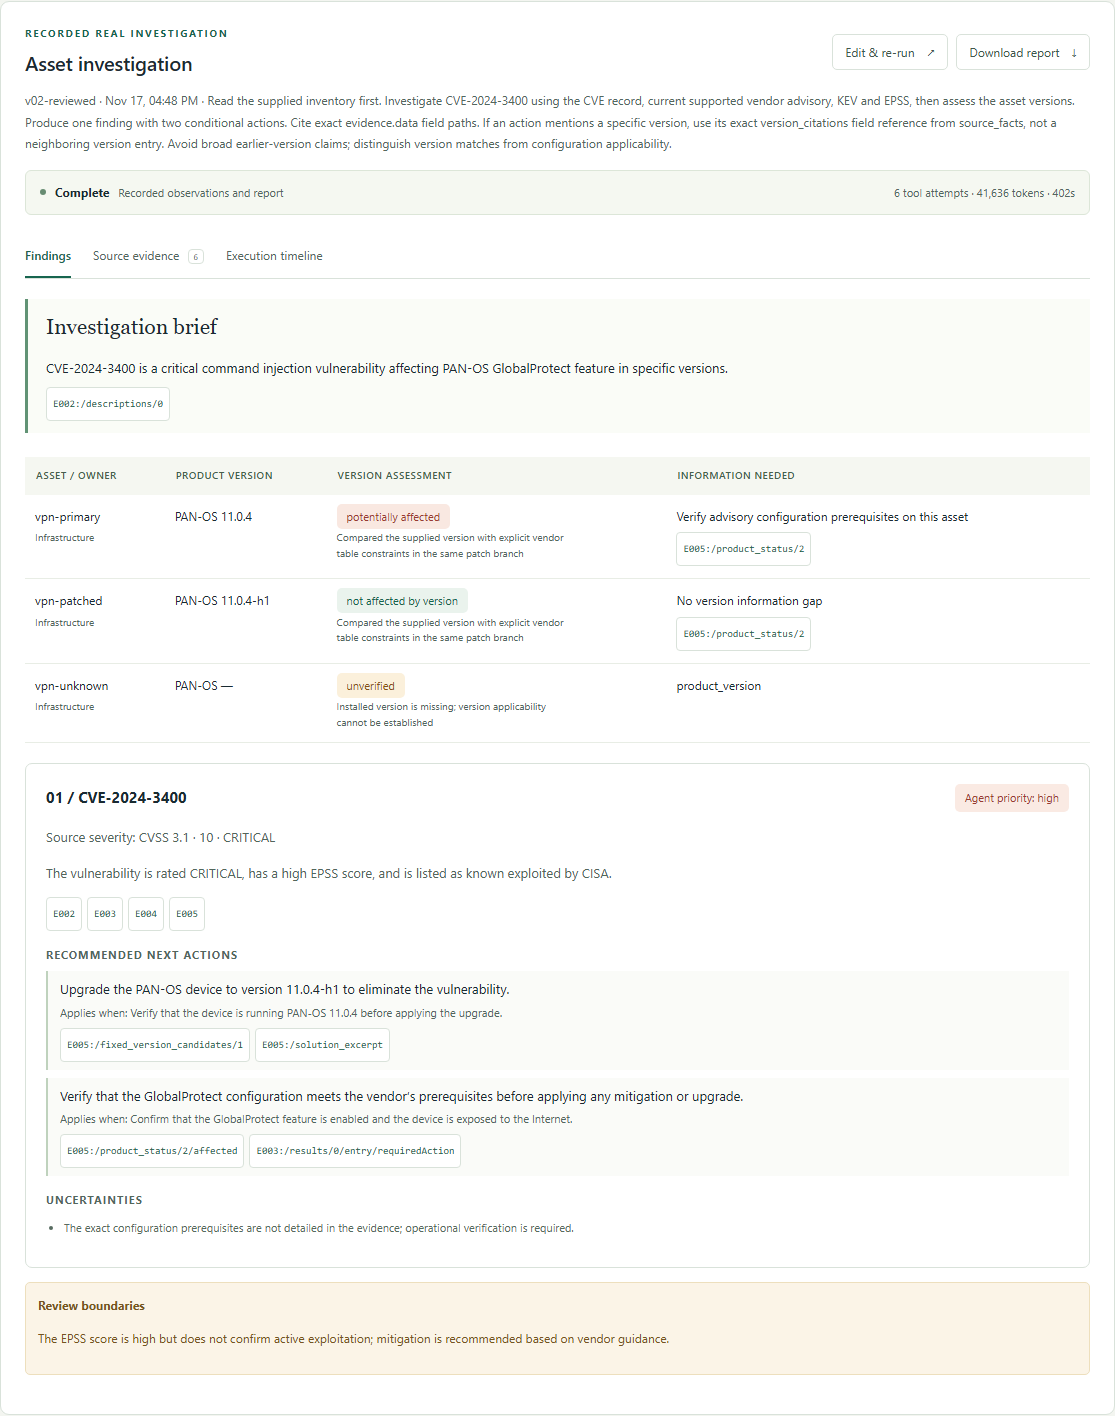 RECORDED REAL INVESTIGATION
Asset investigation
Edit & re-run ↗
Download report ↓
v02-reviewed · Nov 17, 04:48 PM · Read the supplied inventory first. Investigate CVE-2024-3400 using the CVE record, current supported vendor advisory, KEV and EPSS, then assess the asset versions.
Produce one finding with two conditional actions. Cite exact evidence.data field paths. If an action mentions a specific version, use its exact version_citations field reference from source_facts, not a
neighboring version entry. Avoid broad earlier-version claims; distinguish version matches from configuration applicability.
Complete Recorded observations and report
6 tool attempts · 41,636 tokens · 402s
Findings
Source evidence 6
Execution timeline
Investigation brief
CVE-2024-3400 is a critical command injection vulnerability affecting PAN-OS GlobalProtect feature in specific versions.
E002:/descriptions/0
ASSET / OWNER PRODUCT VERSION VERSION ASSESSMENT INFORMATION NEEDED
vpn-primary
Infrastructure
PAN-OS 11.0.4
potentially affected
Compared the supplied version with explicit vendor
table constraints in the same patch branch
Verify advisory configuration prerequisites on this asset
E005:/product_status/2
vpn-patched
Infrastructure
PAN-OS 11.0.4-h1
not affected by version
Compared the supplied version with explicit vendor
table constraints in the same patch branch
No version information gap
E005:/product_status/2
vpn-unknown
Infrastructure
PAN-OS —
unverified
Installed version is missing; version applicability
cannot be established
product_version
01 / CVE-2024-3400
Agent priority: high
Source severity: CVSS 3.1 · 10 · CRITICAL
The vulnerability is rated CRITICAL, has a high EPSS score, and is listed as known exploited by CISA.
E002 E003 E004 E005
RECOMMENDED NEXT ACTIONS
Upgrade the PAN-OS device to version 11.0.4-h1 to eliminate the vulnerability.
Applies when: Verify that the device is running PAN-OS 11.0.4 before applying the upgrade.
E005:/fixed_version_candidates/1 E005:/solution_excerpt
Verify that the GlobalProtect configuration meets the vendor's prerequisites before applying any mitigation or upgrade.
Applies when: Confirm that the GlobalProtect feature is enabled and the device is exposed to the Internet.
E005:/product_status/2/affected E003:/results/0/entry/requiredAction
UNCERTAINTIES
• The exact configuration prerequisites are not detailed in the evidence; operational verification is required.
Review boundaries
The EPSS score is high but does not confirm active exploitation; mitigation is recommended based on vendor guidance.